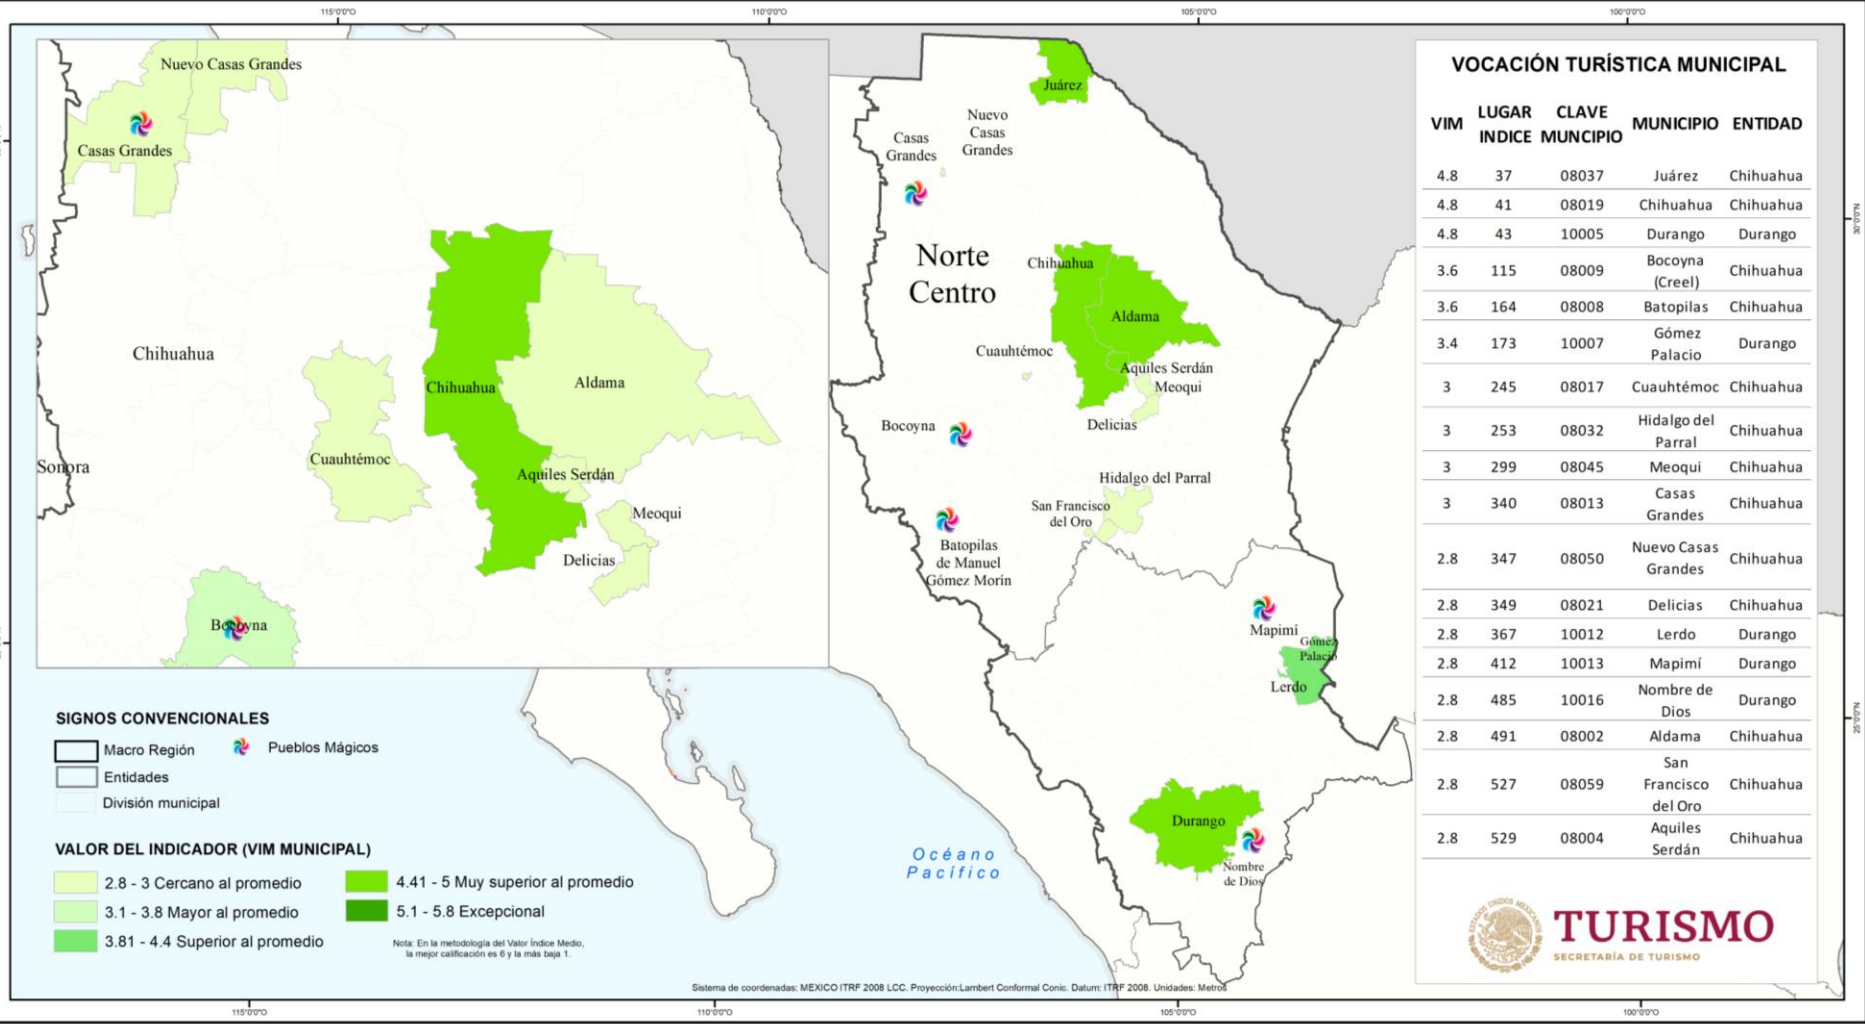 115°0'0"O
110°0'0"O
105°0'0"O
100°0'0"O
Nuevo Casas Grandes
Casas Grandes
Chihuahua
Sonora
Cuauhtémoc
Chihuahua
Aldama
Aquiles Serdán
Meoqui
Delicias
Bocoyna
Juárez
Nuevo
Casas
Grandes
Casas
Grandes
Norte
Centro
Chihuahua
Aldama
Cuauhtémoc
Aquiles Serdán
Meoqui
Delicias
Bocoyna
Hidalgo del Parral
San Francisco
del Oro
Batopilas
de Manuel
Gómez Morín
Mapimí
Gómez
Palacio
Lerdo
Durango
Nombre
de Dios
Océano
Pacífico
SIGNOS CONVENCIONALES
Macro Región
Pueblos Mágicos
Entidades
División municipal
VALOR DEL INDICADOR (VIM MUNICIPAL)
2.8 - 3 Cercano al promedio
3.1 - 3.8 Mayor al promedio
3.81 - 4.4 Superior al promedio
4.41 - 5 Muy superior al promedio
5.1 - 5.8 Excepcional
Nota: En la metodología del Valor Índice Medio,
la mejor calificación es 6 y la más baja 1.
Sistema de coordenadas: MEXICO ITRF 2008 LCC. Proyección:Lambert Conformal Conic. Datum: ITRF 2008. Unidades: Metros
VOCACIÓN TURÍSTICA MUNICIPAL
VIM LUGAR INDICE CLAVE MUNCIPIO MUNICIPIO ENTIDAD
4.8 37 08037 Juárez Chihuahua
4.8 41 08019 Chihuahua Chihuahua
4.8 43 10005 Durango Durango
3.6 115 08009 Bocoyna (Creel) Chihuahua
3.6 164 08008 Batopilas Chihuahua
3.4 173 10007 Gómez Palacio Durango
3 245 08017 Cuauhtémoc Chihuahua
3 253 08032 Hidalgo del Parral Chihuahua
3 299 08045 Meoqui Chihuahua
3 340 08013 Casas Grandes Chihuahua
2.8 347 08050 Nuevo Casas Grandes Chihuahua
2.8 349 08021 Delicias Chihuahua
2.8 367 10012 Lerdo Durango
2.8 412 10013 Mapimí Durango
2.8 485 10016 Nombre de Dios Durango
2.8 491 08002 Aldama Chihuahua
2.8 527 08059 San Francisco del Oro Chihuahua
2.8 529 08004 Aquiles Serdán Chihuahua
ESTADOS UNIDOS MEXICANOS
TURISMO
SECRETARÍA DE TURISMO
30°0'0"N
25°0'0"N
115°0'0"O
110°0'0"O
105°0'0"O
100°0'0"O